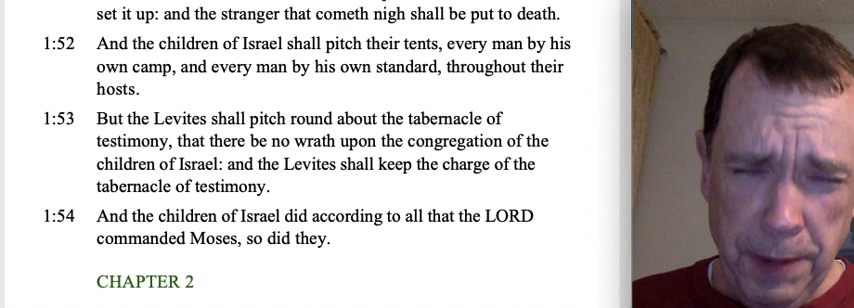 set it up: and the stranger that cometh nigh shall be put to death.
1:52 And the children of Israel shall pitch their tents, every man by his
own camp, and every man by his own standard, throughout their
hosts.
1:53 But the Levites shall pitch round about the tabernacle of
testimony, that there be no wrath upon the congregation of the
children of Israel: and the Levites shall keep the charge of the
tabernacle of testimony.
1:54 And the children of Israel did according to all that the LORD
commanded Moses, so did they.
CHAPTER 2